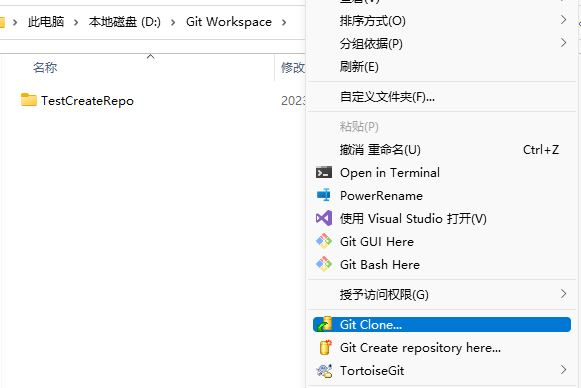 此电脑 > 本地磁盘 (D:) > Git Workspace >
名称
修改
TestCreateRepo
2023
排序方式(O)
分组依据(P)
刷新(E)
自定义文件夹(F)...
粘贴(P)
撤消 重命名(U) Ctrl+Z
Open in Terminal
PowerRename
使用 Visual Studio 打开(V)
Git GUI Here
Git Bash Here
授予访问权限(G)
Git Clone...
Git Create repository here...
TortoiseGit